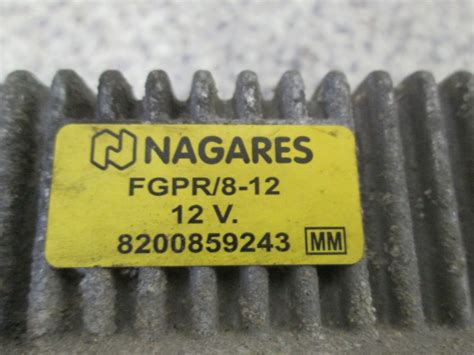 NAGARES
FGPR/8-12
12 V.
8200859243 MM